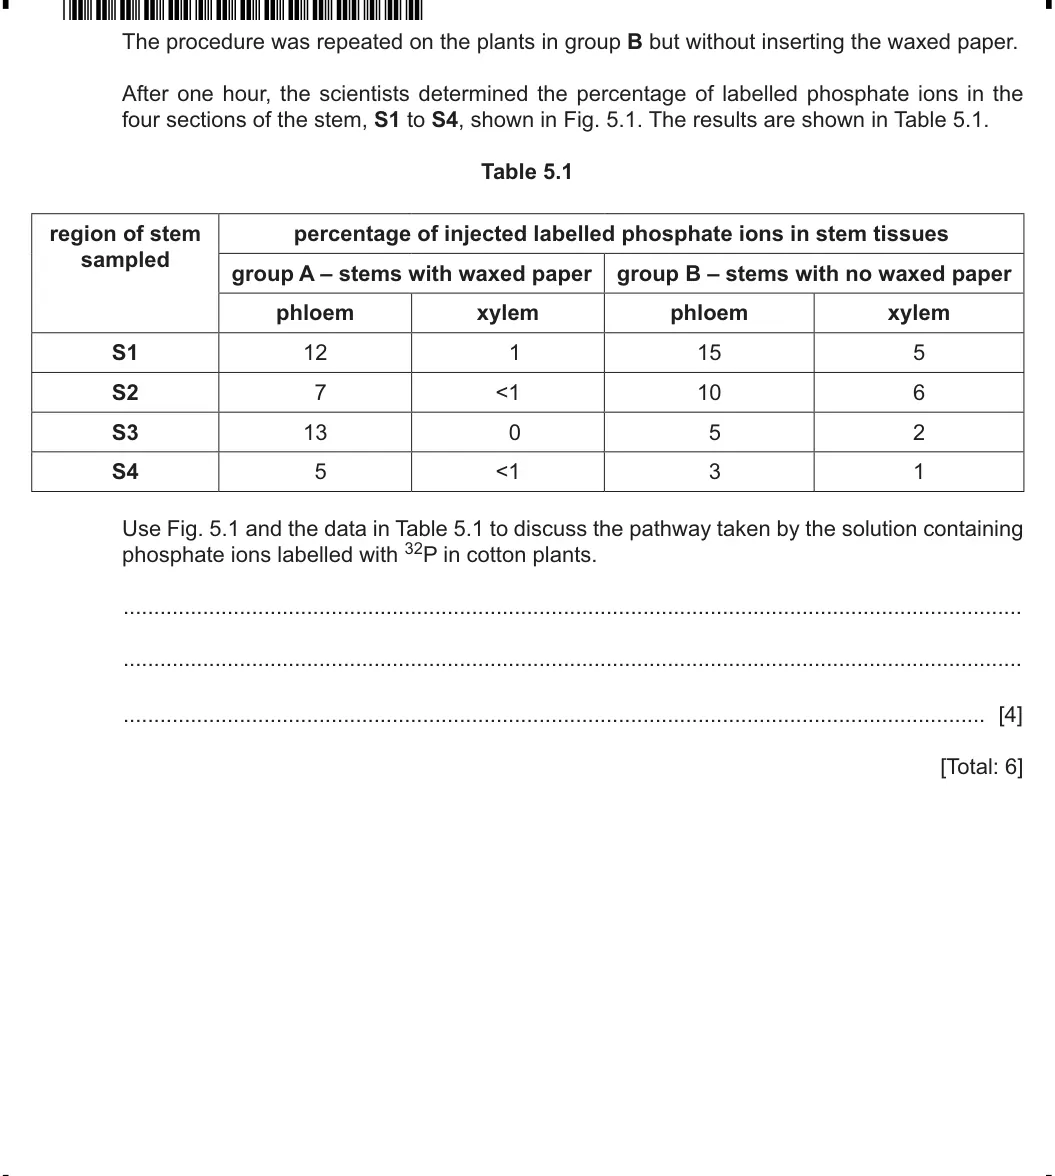 The procedure was repeated on the plants in group B but without inserting the waxed paper.
After one hour, the scientists determined the percentage of labelled phosphate ions in the
four sections of the stem, S1 to S4, shown in Fig. 5.1. The results are shown in Table 5.1.
Table 5.1
region of stem sampled | percentage of injected labelled phosphate ions in stem tissues
group A – stems with waxed paper | group B – stems with no waxed paper
phloem | xylem | phloem | xylem
S1 | 12 | 1 | 15 | 5
S2 | 7 | <1 | 10 | 6
S3 | 13 | 0 | 5 | 2
S4 | 5 | <1 | 3 | 1
Use Fig. 5.1 and the data in Table 5.1 to discuss the pathway taken by the solution containing
phosphate ions labelled with ³²P in cotton plants.
...................................................................................................
...................................................................................................
............................................................................................... [4]
[Total: 6]